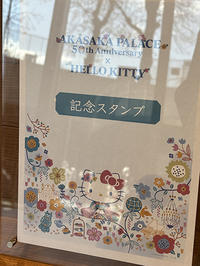 AKASAKA PALACE
50th Anniversary
×
HELLO KITTY
記念スタンプ